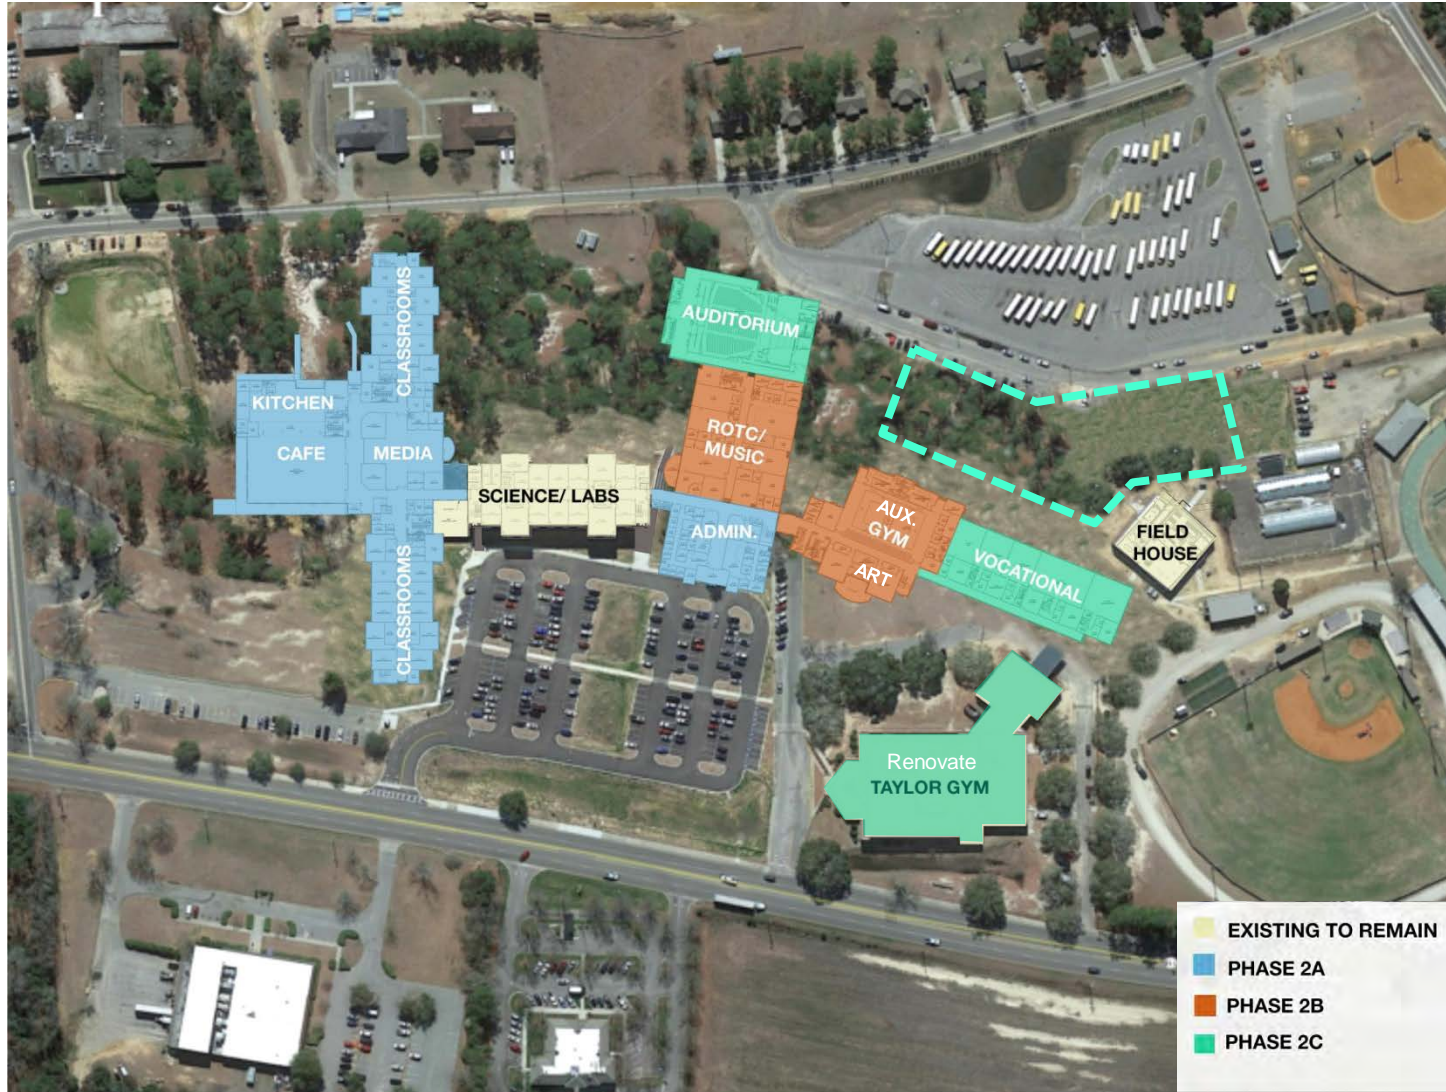 CLASSROOMS
KITCHEN
CAFE
MEDIA
CLASSROOMS
SCIENCE/ LABS
AUDITORIUM
ROTC/
MUSIC
ADMIN.
AUX.
GYM
ART
VOCATIONAL
FIELD
HOUSE
Renovate
TAYLOR GYM
EXISTING TO REMAIN
PHASE 2A
PHASE 2B
PHASE 2C